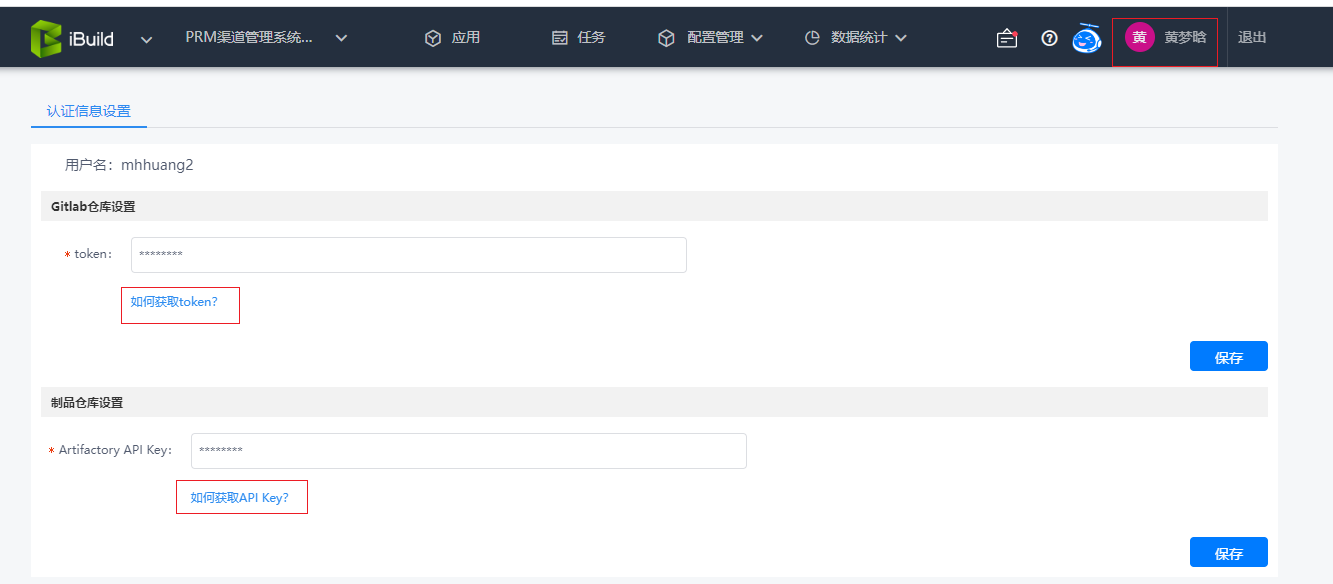 iBuild PRM渠道管理系统... 应用 任务 配置管理 数据统计 黄 黄梦晗 退出
认证信息设置
用户名：mhhuang2
Gitlab仓库设置
* token： ********
如何获取token?
保存
制品仓库设置
* Artifactory API Key： ********
如何获取API Key?
保存